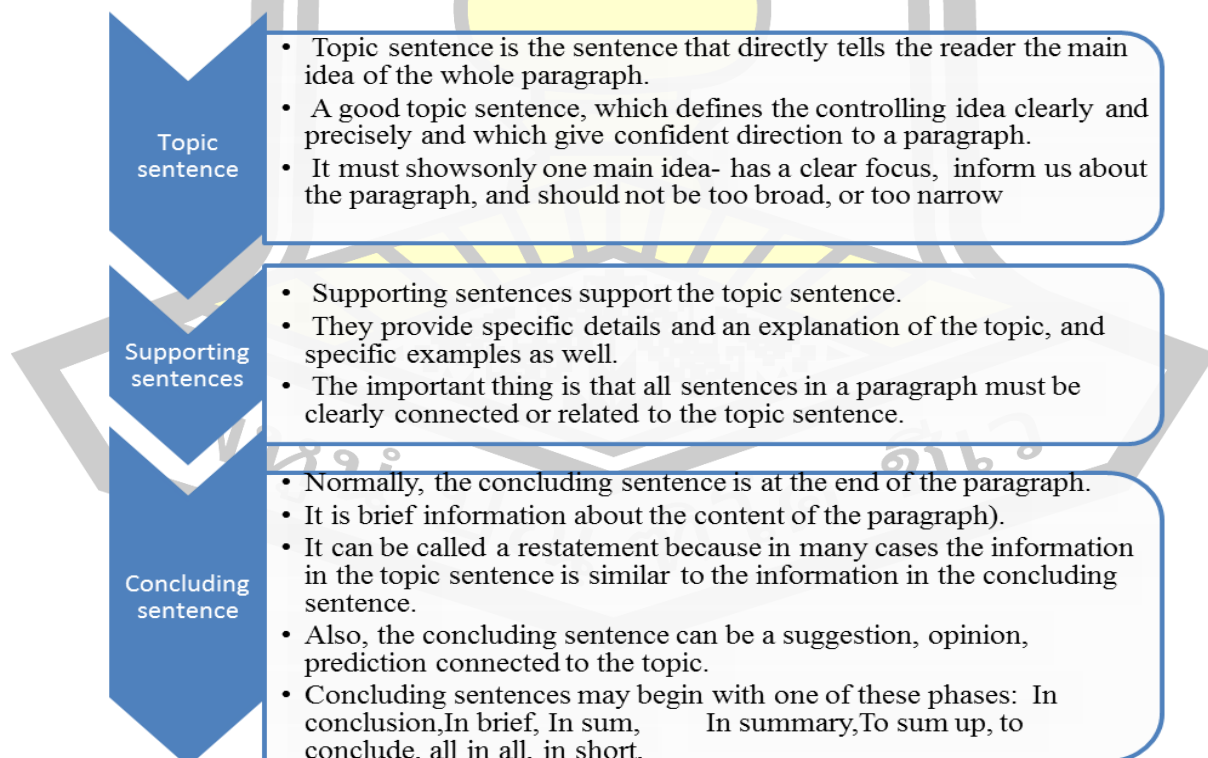 Topic
sentence
• Topic sentence is the sentence that directly tells the reader the main
idea of the whole paragraph.
• A good topic sentence, which defines the controlling idea clearly and
precisely and which give confident direction to a paragraph.
• It must showsonly one main idea- has a clear focus, inform us about
the paragraph, and should not be too broad, or too narrow
Supporting
sentences
• Supporting sentences support the topic sentence.
• They provide specific details and an explanation of the topic, and
specific examples as well.
• The important thing is that all sentences in a paragraph must be
clearly connected or related to the topic sentence.
Concluding
sentence
• Normally, the concluding sentence is at the end of the paragraph.
• It is brief information about the content of the paragraph).
• It can be called a restatement because in many cases the information
in the topic sentence is similar to the information in the concluding
sentence.
• Also, the concluding sentence can be a suggestion, opinion,
prediction connected to the topic.
• Concluding sentences may begin with one of these phases: In
conclusion,In brief, In sum, In summary,To sum up, to
conclude, all in all, in short,